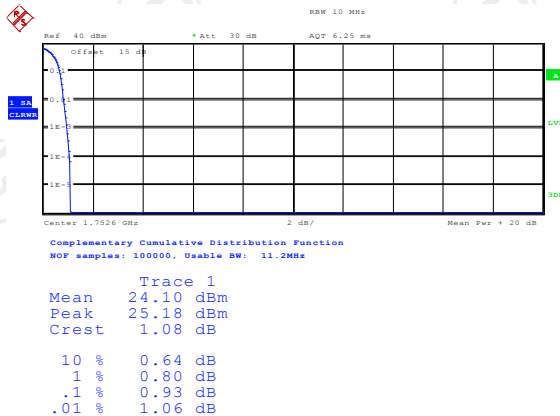 RBW 10 MHz
Ref 40 dBm * Att 30 dB AQT 6.25 ms
Offset 15 dB
0.1
A
0.01
1 SA
CLRWR
1E-3
LVL
1E-4
1E-5
3DB
Center 1.7526 GHz 2 dB/ Mean Pwr + 20 dB
Complementary Cumulative Distribution Function
NOF samples: 100000, Usable BW: 11.2MHz
Trace 1
Mean 24.10 dBm
Peak 25.18 dBm
Crest 1.08 dB
10 % 0.64 dB
1 % 0.80 dB
.1 % 0.93 dB
.01 % 1.06 dB